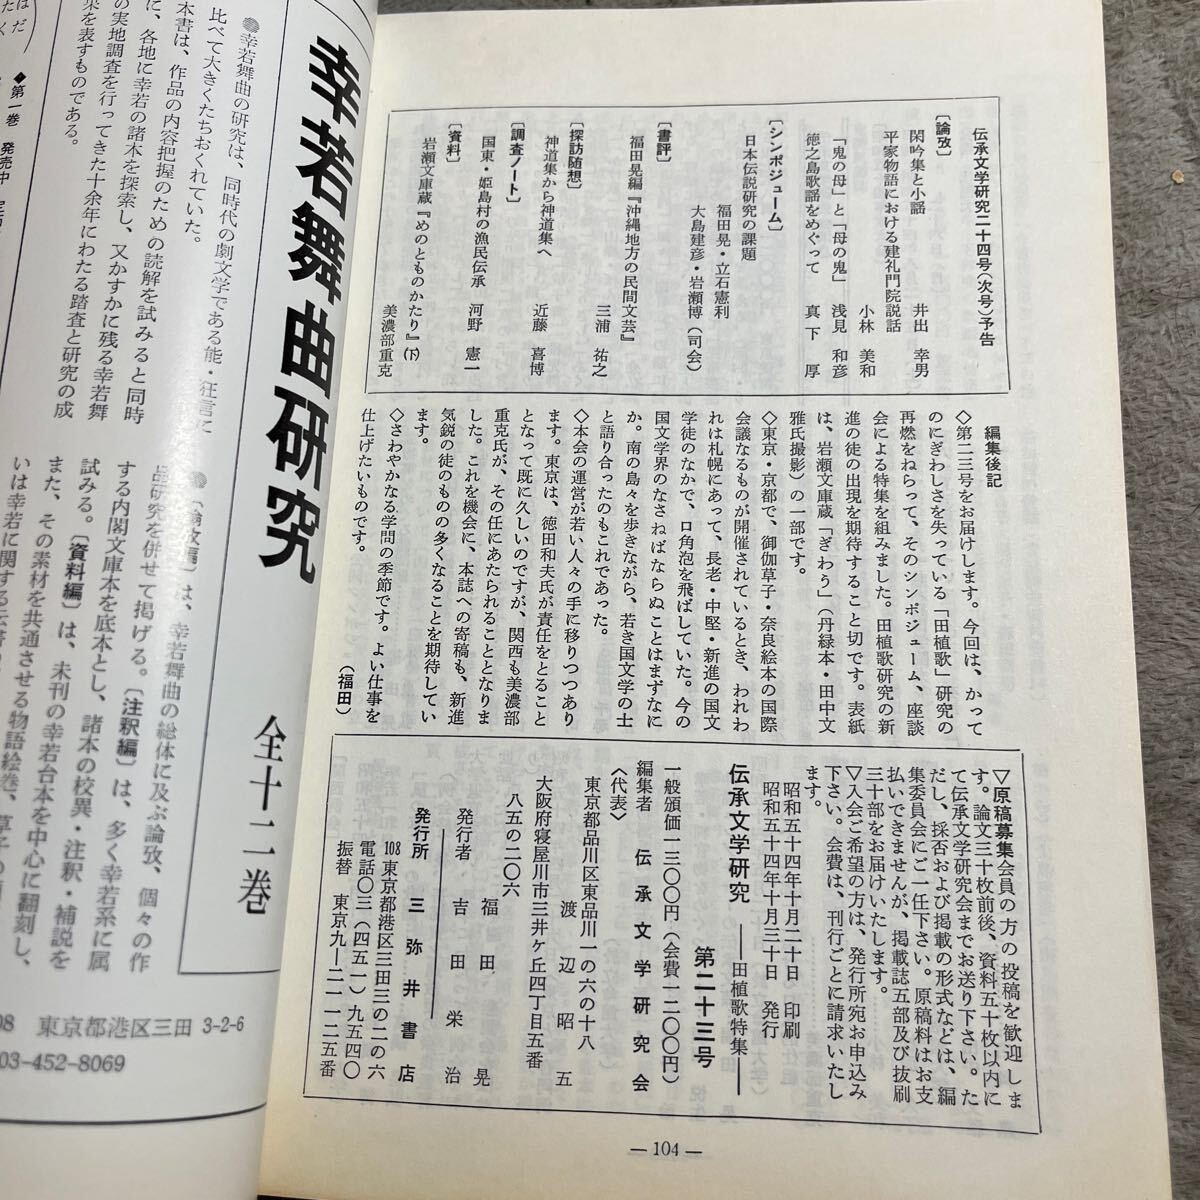 伝承文学研究二十四号(次号)予告
〔論攷〕
閑吟集と小謡　井出　幸男
平家物語における建礼門院説話
小林　美和
「鬼の母」と「母の鬼」　浅見　和彦
徳之島歌謡をめぐって　真下　厚
〔シンポジューム〕
日本伝説研究の課題
福田晃・立石憲利
大島建彦・岩瀬博（司会）
〔書評〕
福田晃編『沖縄地方の民間文芸』
三浦　祐之
〔探訪随想〕
神道集から神道集へ　近藤　喜博
〔調査ノート〕
国東・姫島村の漁民伝承　河野　憲一
〔資料〕
岩瀬文庫蔵『めのとものかたり』（下）
美濃部重克
編集後記
◇第二三号をお届けします。今回は、かって
のにぎわしさを失っている「田植歌」研究の
再燃をねらって、そのシンポジューム、座談
会による特集を組みました。田植歌研究の新
進の徒の出現を期待すること切です。表紙
は、岩瀬文庫蔵「ぎわう」（丹緑本・田中文
雅氏撮影）の一部です。
◇東京・京都で、御伽草子・奈良絵本の国際
会議なるものが開催されているとき、われわ
れは札幌にあって、長老・中堅・新進の国文
学徒のなかで、口角泡を飛ばしていた。今の
国文学界のなさねばならぬことはまずなに
か。南の島々を歩きながら、若き国文学の士
と語り合ったのもこれであった。
◇本会の運営が若い人々の手に移りつつあり
ます。東京は、徳田和夫氏が責任をとること
となって既に久しいのですが、関西も美濃部
重克氏が、その任にあたられることとなりま
した。これを機会に、本誌への寄稿も、新進
気鋭の徒のものの多くなることを期待してい
ます。
◇さわやかなる学問の季節です。よい仕事を
仕上げたいものです。　（福田）
▽原稿募集会員の方の投稿を歓迎しま
す。論文三十枚前後、資料五十枚以内に
て伝承文学研究会までお送り下さい。た
だし、採否および掲載の形式などは、編
集委員会にご一任下さい。原稿料はお支
払いできませんが、掲載誌五部及び抜刷
三十部をお届けいたします。
▽入会ご希望の方は、発行所宛お申込み
下さい。会費は、刊行ごとに請求いたし
ます。
昭和五十四年十月二十日　印刷
昭和五十四年十月三十日　発行
伝承文学研究　第二十三号
――田植歌特集――
一般頒価一三〇〇円（会費一二〇〇円）
編集者　伝承文学研究会
〈代表〉
東京都品川区東品川一の六の十八
渡辺昭五
大阪府寝屋川市三井ケ丘四丁目五番
八五の二〇六
福田　晃
発行者　吉田栄治
発行所　三弥井書店
108東京都港区三田三の二の六
電話〇三（四五一）九五四〇
振替　東京九―二一一二五番
― 104 ―
幸若舞曲研究　全十二巻
●幸若舞曲の研究は、同時代の劇文学である能・狂言に
比べて大きくたちおくれていた。
本書は、作品の内容把握のための読解を試みると同時
に、各地に幸若の諸本を探索し、又かすかに残る幸若舞
の実地調査を行ってきた十余年にわたる踏査と研究の成
果を表すものである。
●〔論攷編〕は、幸若舞曲の総体に及ぶ論攷、個々の作
品研究を併せて掲げる。〔注釈編〕は、多く幸若系に属
する内閣文庫本を底本とし、諸本の校異・注釈・補説を
試みる。〔資料編〕は、未刊の幸若台本を中心に翻刻し、
また、その素材を共通させる物語絵巻、草子の
いは幸若に関する
◆第一巻　発売中
08　東京都港区三田 3-2-6
03-452-8069